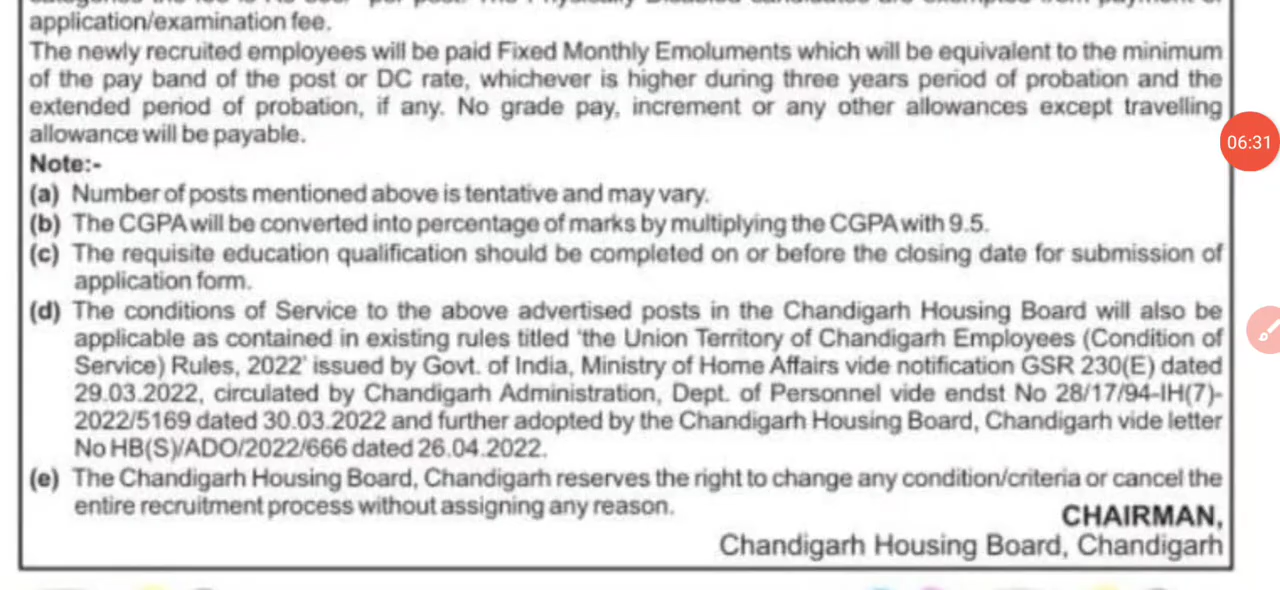 application/examination fee.
The newly recruited employees will be paid Fixed Monthly Emoluments which will be equivalent to the minimum
of the pay band of the post or DC rate, whichever is higher during three years period of probation and the
extended period of probation, if any. No grade pay, increment or any other allowances except travelling
allowance will be payable.
Note:-
(a) Number of posts mentioned above is tentative and may vary.
(b) The CGPA will be converted into percentage of marks by multiplying the CGPA with 9.5.
(c) The requisite education qualification should be completed on or before the closing date for submission of
application form.
(d) The conditions of Service to the above advertised posts in the Chandigarh Housing Board will also be
applicable as contained in existing rules titled 'the Union Territory of Chandigarh Employees (Condition of
Service) Rules, 2022' issued by Govt. of India, Ministry of Home Affairs vide notification GSR 230(E) dated
29.03.2022, circulated by Chandigarh Administration, Dept. of Personnel vide endst No 28/17/94-IH(7)-
2022/5169 dated 30.03.2022 and further adopted by the Chandigarh Housing Board, Chandigarh vide letter
No HB(S)/ADO/2022/666 dated 26.04.2022.
(e) The Chandigarh Housing Board, Chandigarh reserves the right to change any condition/criteria or cancel the
entire recruitment process without assigning any reason.
CHAIRMAN,
Chandigarh Housing Board, Chandigarh
06:31